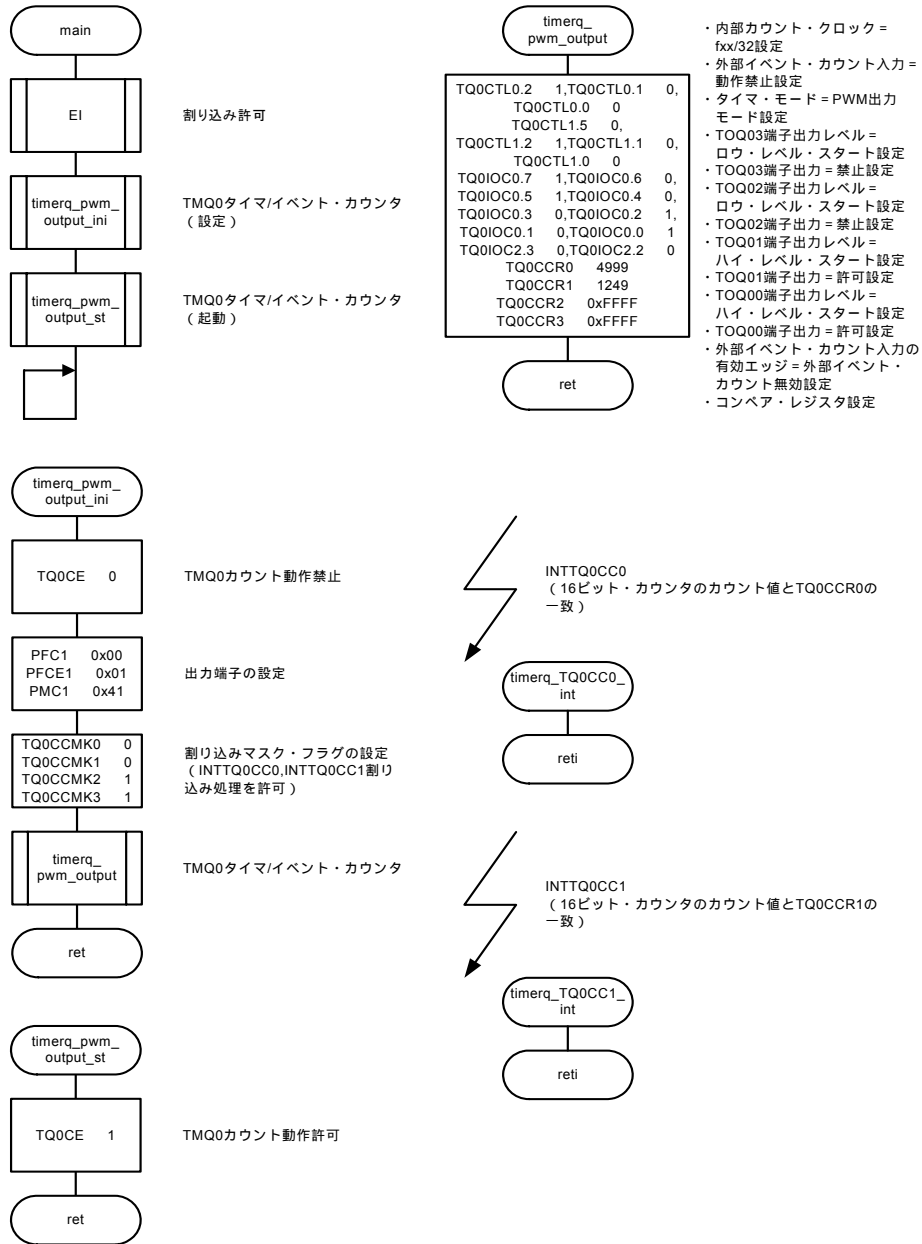 main
EI
割り込み許可
timerq_pwm_
output_ini
TMQ0タイマ/イベント・カウンタ
（設定）
timerq_pwm_
output_st
TMQ0タイマ/イベント・カウンタ
（起動）
timerq_
pwm_output
TQ0CTL0.2 1,TQ0CTL0.1 0,
TQ0CTL0.0 0
TQ0CTL1.5 0,
TQ0CTL1.2 1,TQ0CTL1.1 0,
TQ0CTL1.0 0
TQ0IOC0.7 1,TQ0IOC0.6 0,
TQ0IOC0.5 1,TQ0IOC0.4 0,
TQ0IOC0.3 0,TQ0IOC0.2 1,
TQ0IOC0.1 0,TQ0IOC0.0 1
TQ0IOC2.3 0,TQ0IOC2.2 0
TQ0CCR0 4999
TQ0CCR1 1249
TQ0CCR2 0xFFFF
TQ0CCR3 0xFFFF
ret
・内部カウント・クロック =
fxx/32設定
・外部イベント・カウント入力 =
動作禁止設定
・タイマ・モード = PWM出力
モード設定
・TOQ03端子出力レベル =
ロウ・レベル・スタート設定
・TOQ03端子出力 = 禁止設定
・TOQ02端子出力レベル =
ロウ・レベル・スタート設定
・TOQ02端子出力 = 禁止設定
・TOQ01端子出力レベル =
ハイ・レベル・スタート設定
・TOQ01端子出力 = 許可設定
・TOQ00端子出力レベル =
ハイ・レベル・スタート設定
・TOQ00端子出力 = 許可設定
・外部イベント・カウント入力の
有効エッジ = 外部イベント・
カウント無効設定
・コンペア・レジスタ設定
timerq_pwm_
output_ini
TQ0CE 0
TMQ0カウント動作禁止
PFC1 0x00
PFCE1 0x01
PMC1 0x41
出力端子の設定
TQ0CCMK0 0
TQ0CCMK1 0
TQ0CCMK2 1
TQ0CCMK3 1
割り込みマスク・フラグの設定
（INTTQ0CC0,INTTQ0CC1割り
込み処理を許可）
timerq_
pwm_output
TMQ0タイマ/イベント・カウンタ
ret
INTTQ0CC0
（16ビット・カウンタのカウント値とTQ0CCR0の
一致）
timerq_TQ0CC0_
int
reti
INTTQ0CC1
（16ビット・カウンタのカウント値とTQ0CCR1の
一致）
timerq_TQ0CC1_
int
reti
timerq_pwm_
output_st
TQ0CE 1
TMQ0カウント動作許可
ret